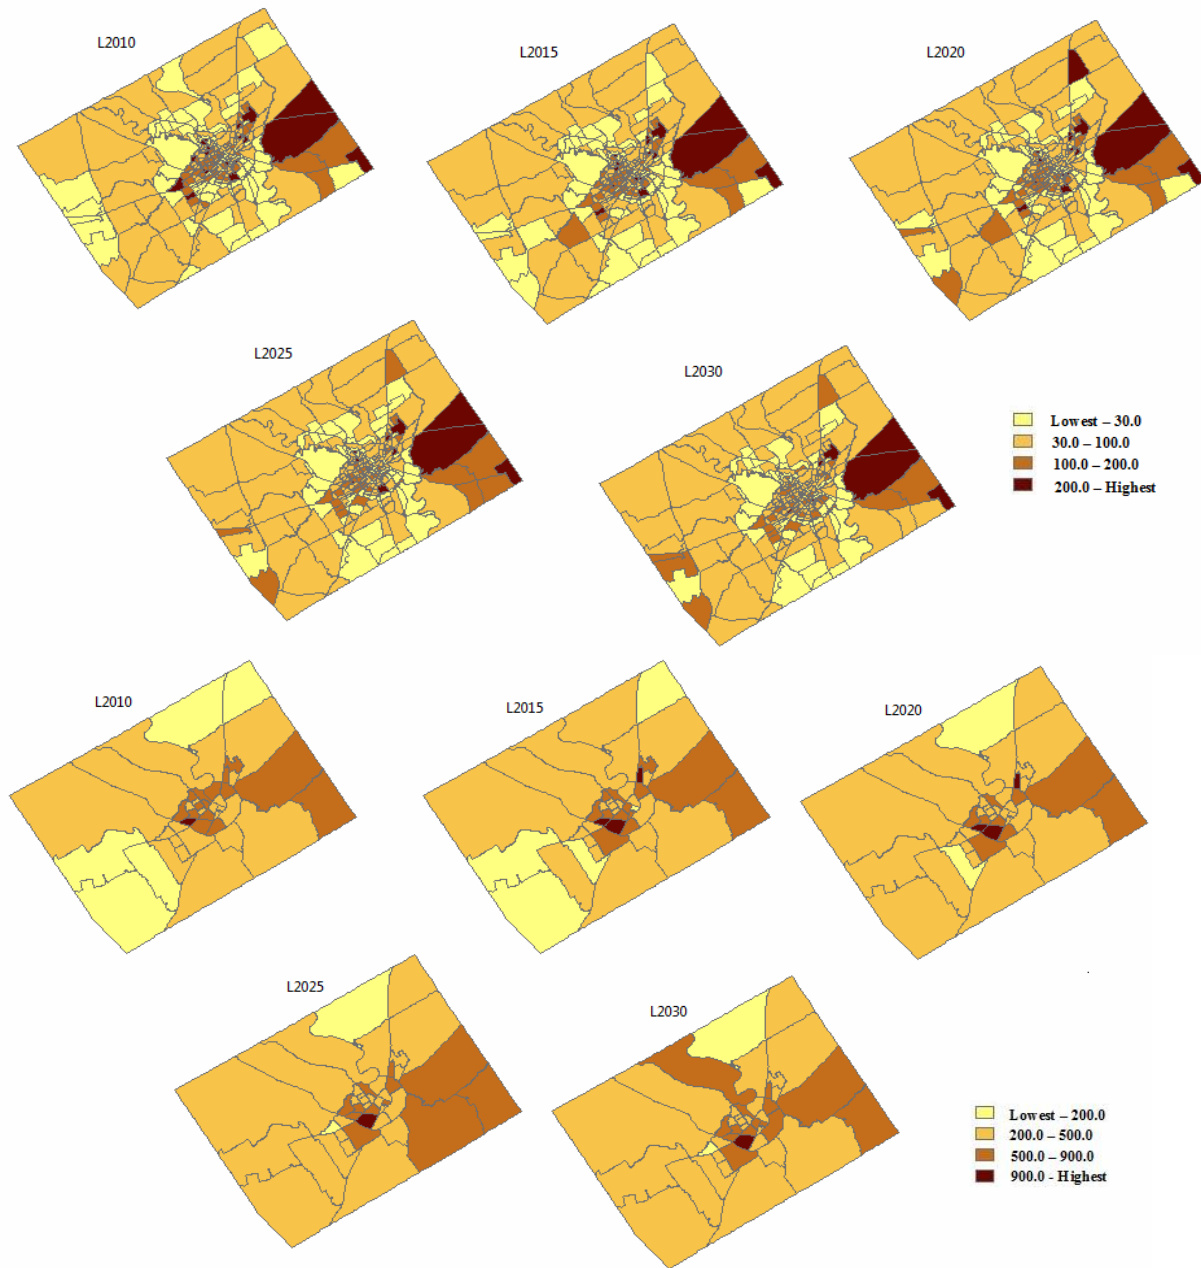 L2010
L2015
L2020
L2025
L2030
Lowest – 30.0
30.0 – 100.0
100.0 – 200.0
200.0 – Highest
L2010
L2015
L2020
L2025
L2030
Lowest – 200.0
200.0 – 500.0
500.0 – 900.0
900.0 - Highest